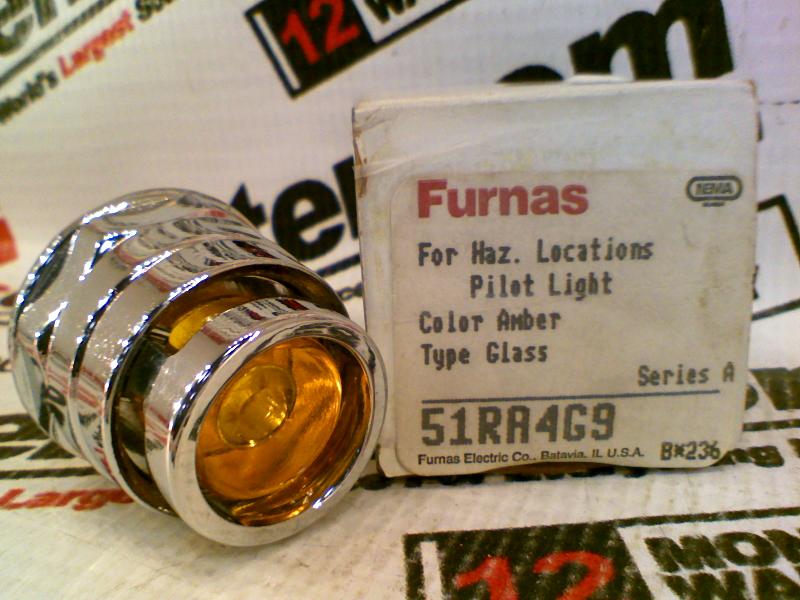 12
World's Largest
Furnas
NEMA
For Haz. Locations
Pilot Light
Color Amber
Type Glass
Series A
51RA4G9
Furnas Electric Co., Batavia, IL U.S.A.
B*236
Large
12